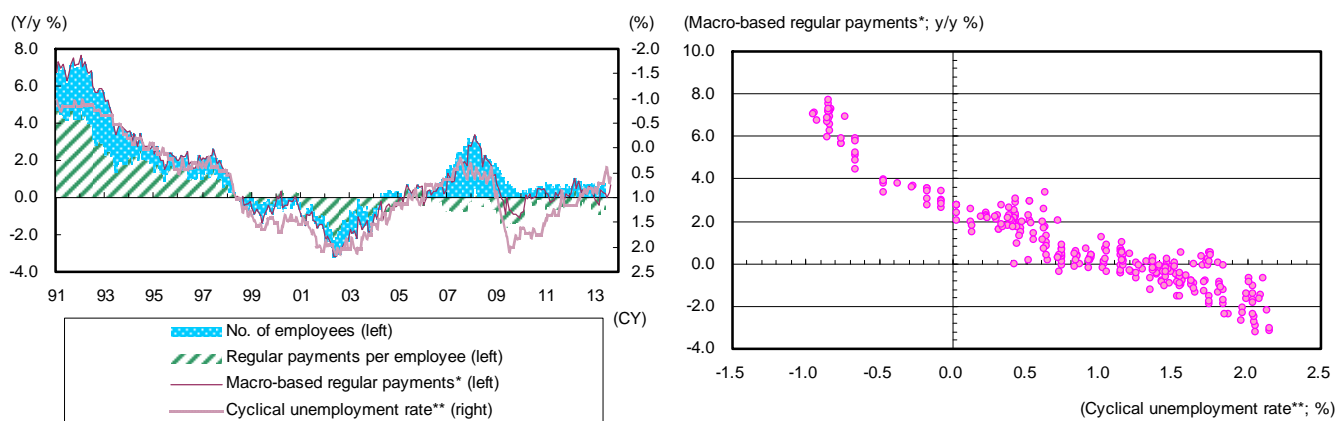 (Y/y %)
(%)
8.0
6.0
4.0
2.0
0.0
-2.0
-4.0
-2.0
-1.5
-1.0
-0.5
0.0
0.5
1.0
1.5
2.0
2.5
91 93 95 97 99 01 03 05 07 09 11 13
(CY)
No. of employees (left)
Regular payments per employee (left)
Macro-based regular payments* (left)
Cyclical unemployment rate** (right)
(Macro-based regular payments*; y/y %)
10.0
8.0
6.0
4.0
2.0
0.0
-2.0
-4.0
-1.5 -1.0 -0.5 0.0 0.5 1.0 1.5 2.0 2.5
(Cyclical unemployment rate**; %)